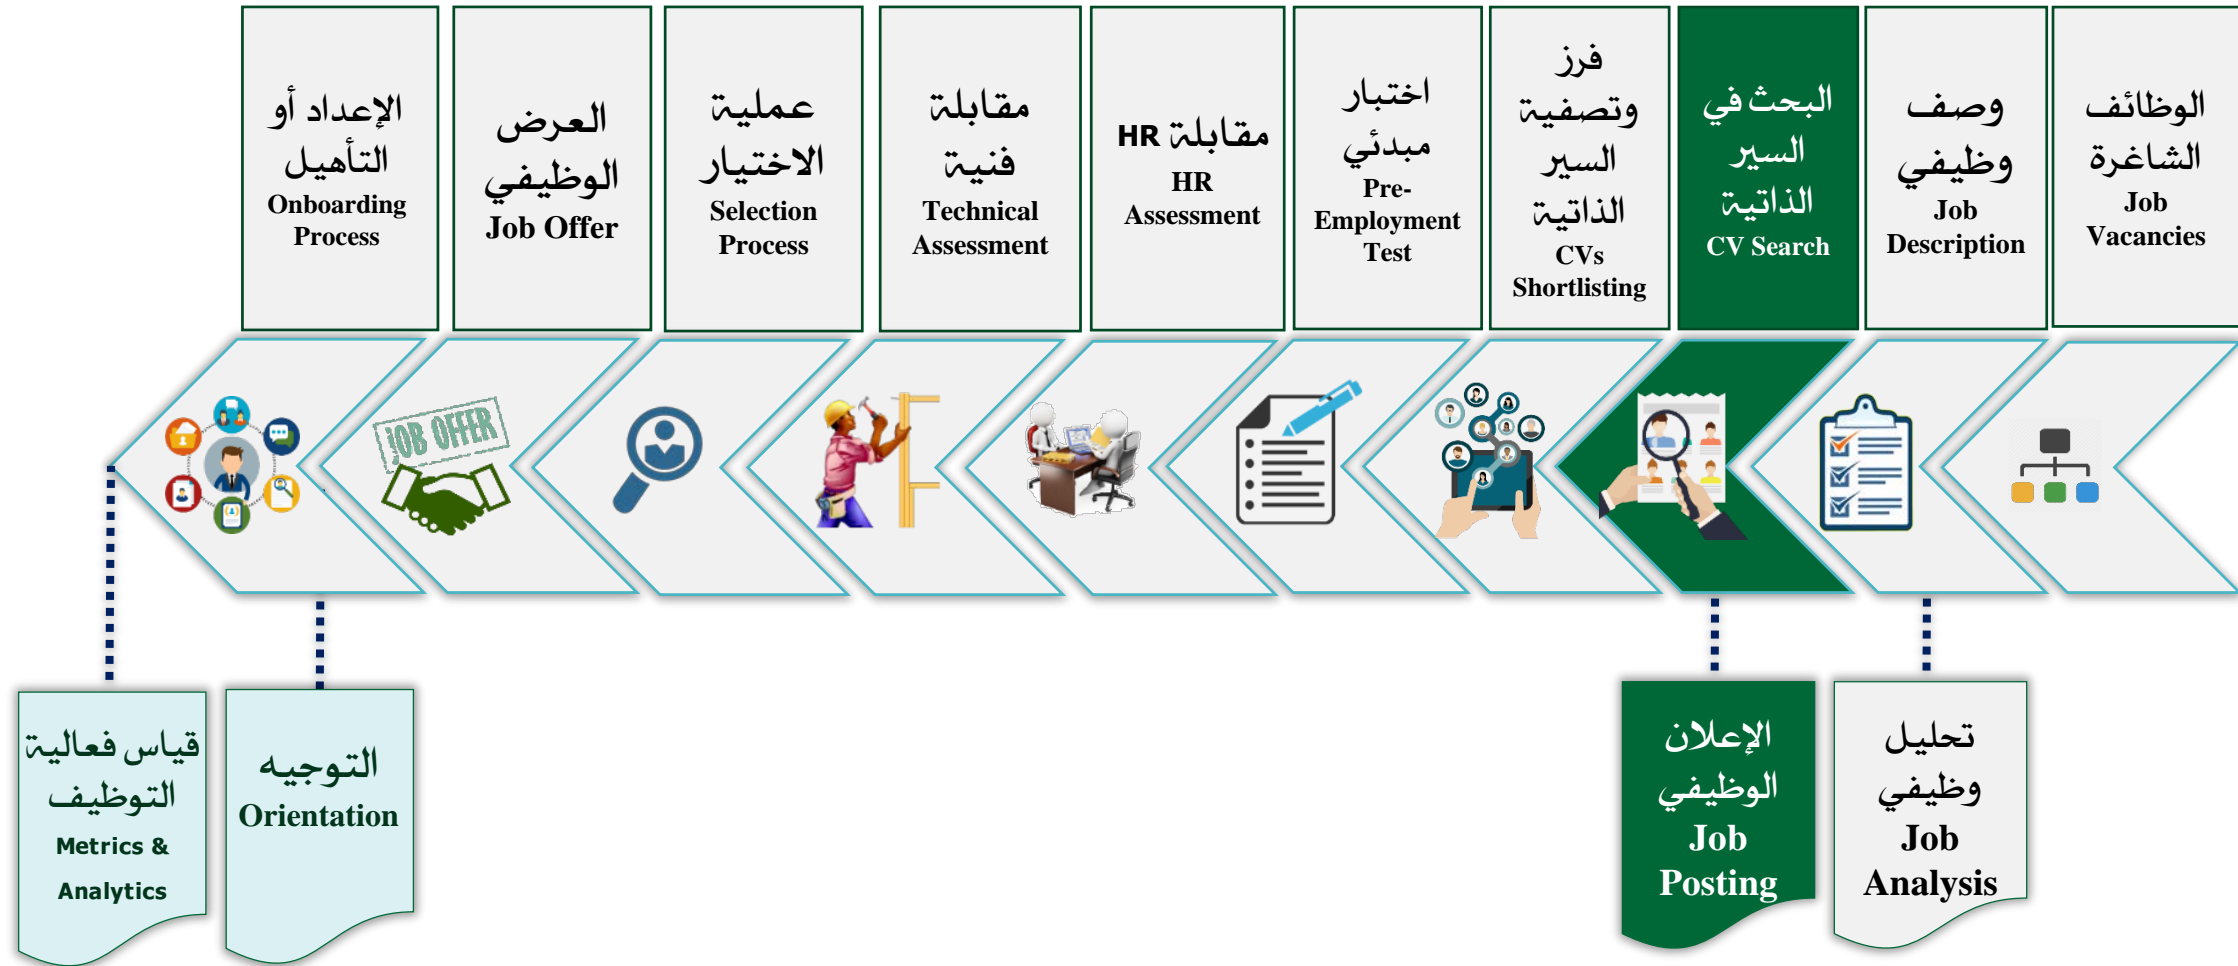 الوظائف
الشاغرة
Job
Vacancies
وصف
وظيفي
Job
Description
البحث في
السير
الذاتية
CV Search
فرز
وتصفية
السير
الذاتية
CVs
Shortlisting
اختبار
مبدئي
Pre-
Employment
Test
مقابلة HR
HR
Assessment
مقابلة
فنية
Technical
Assessment
عملية
الاختيار
Selection
Process
العرض
الوظيفي
Job Offer
الإعداد أو
التأهيل
Onboarding
Process
JOB OFFER
تحليل
وظيفي
Job
Analysis
الإعلان
الوظيفي
Job
Posting
التوجيه
Orientation
قياس فعالية
التوظيف
Metrics &
Analytics